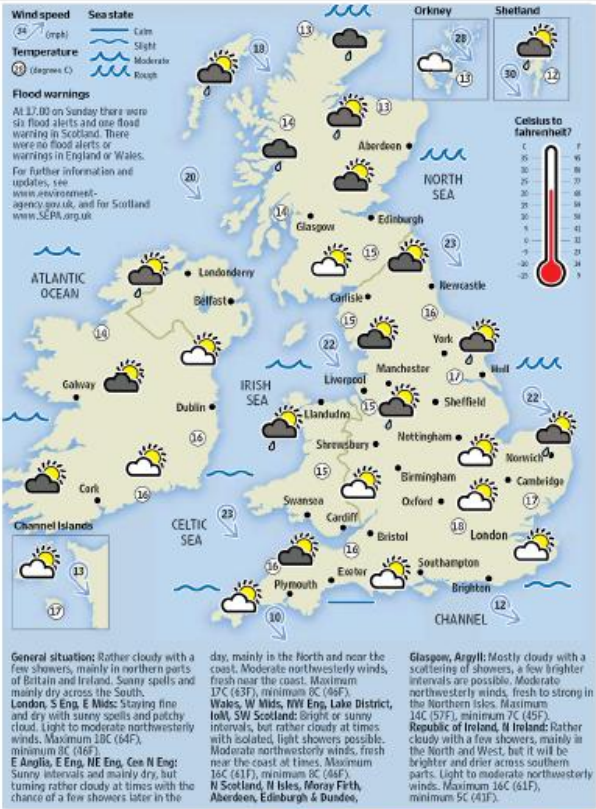 Wind speed
34 (mph)
Temperature
(degrees C)
Sea state
Calm
Slight
Moderate
Rough
Flood warnings
At 17.00 on Sunday there were
six flood alerts and one flood
warning in Scotland. There
were no flood alerts or
warnings in England or Wales.
For further information and
updates, see
www.environment-
agency.gov.uk, and for Scotland
www.SEPA.org.uk
Orkney
28
13
Shetland
30
12
Celsius to
fahrenheit?
C
F
18
13
14
13
Aberdeen
20
NORTH
SEA
14
Glasgow
Edinburgh
15
23
ATLANTIC
OCEAN
Londonderry
Belfast
Carlisle
Newcastle
15
16
14
York
22
Hull
17
Galway
IRISH
SEA
Liverpool
Manchester
15
Sheffield
22
Dublin
Llandudno
16
Shrewsbury
Nottingham
Norwich
15
Birmingham
Cambridge
Cork
16
Swansea
Oxford
17
23
CELTIC
SEA
Cardiff
Bristol
18
London
16
16
Exeter
Southampton
Plymouth
Brighton
10
12
CHANNEL
Channel Islands
13
17
General situation: Rather cloudy with a
few showers, mainly in northern parts
of Britain and Ireland. Sunny spells and
mainly dry across the South.
London, S Eng, E Mids: Staying fine
and dry with sunny spells and patchy
cloud. Light to moderate northwesterly
winds. Maximum 18C (64F),
minimum 8C (46F).
E Anglia, E Eng, NE Eng, Cen N Eng:
Sunny intervals and mainly dry, but
turning rather cloudy at times with the
chance of a few showers later in the
day, mainly in the North and near the
coast. Moderate northwesterly winds,
fresh near the coast. Maximum
17C (63F), minimum 8C (46F).
Wales, W Mids, NW Eng, Lake District,
IoM, SW Scotland: Bright or sunny
intervals, but rather cloudy at times
with isolated, light showers possible.
Moderate northwesterly winds, fresh
near the coast at times. Maximum
16C (61F), minimum 8C (46F).
N Scotland, N Isles, Moray Firth,
Aberdeen, Edinburgh & Dundee,
Glasgow, Argyll: Mostly cloudy with a
scattering of showers, a few brighter
intervals are possible. Moderate
northwesterly winds, fresh to strong in
the Northern Isles. Maximum
14C (57F), minimum 7C (45F).
Republic of Ireland, N Ireland: Rather
cloudy with a few showers, mainly in
the North and West, but it will be
brighter and drier across southern
parts. Light to moderate northwesterly
winds. Maximum 16C (61F),
minimum 5C (41F).